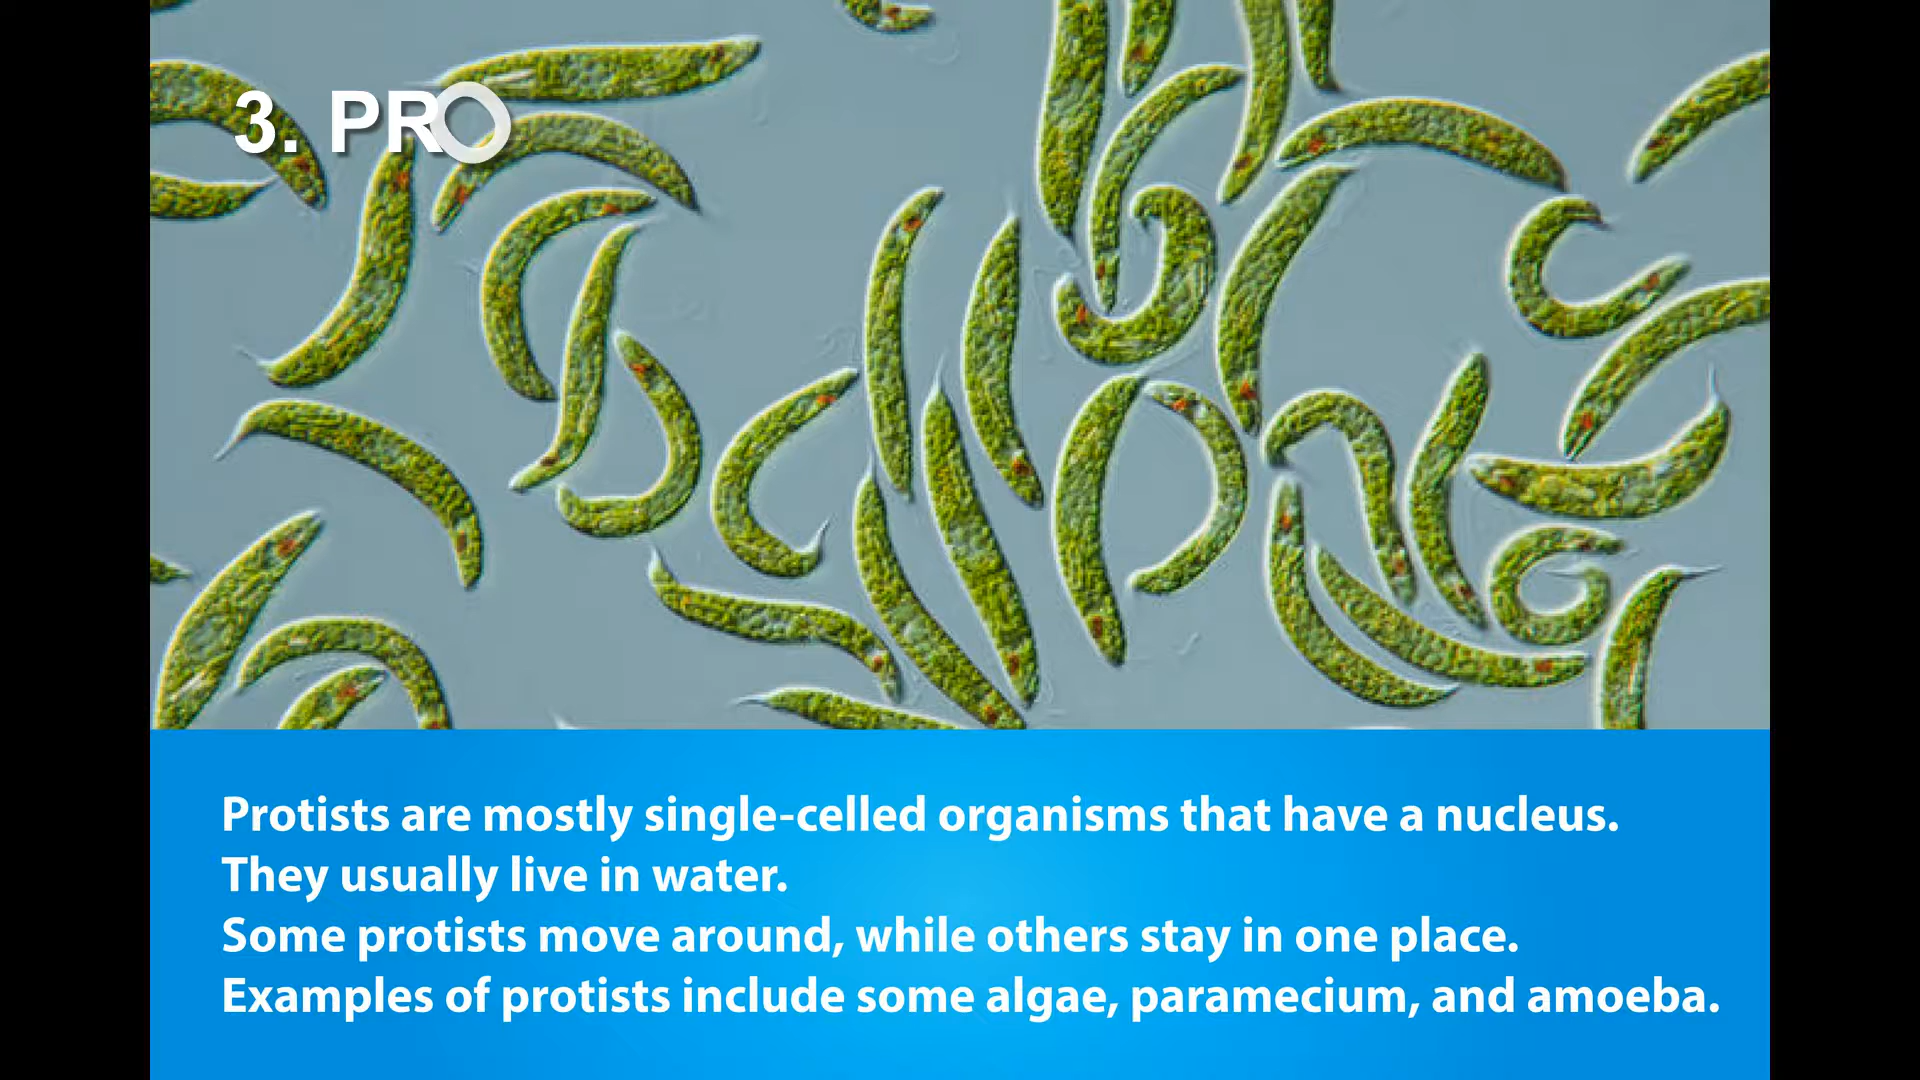 3. PRO
Protists are mostly single-celled organisms that have a nucleus.
They usually live in water.
Some protists move around, while others stay in one place.
Examples of protists include some algae, paramecium, and amoeba.